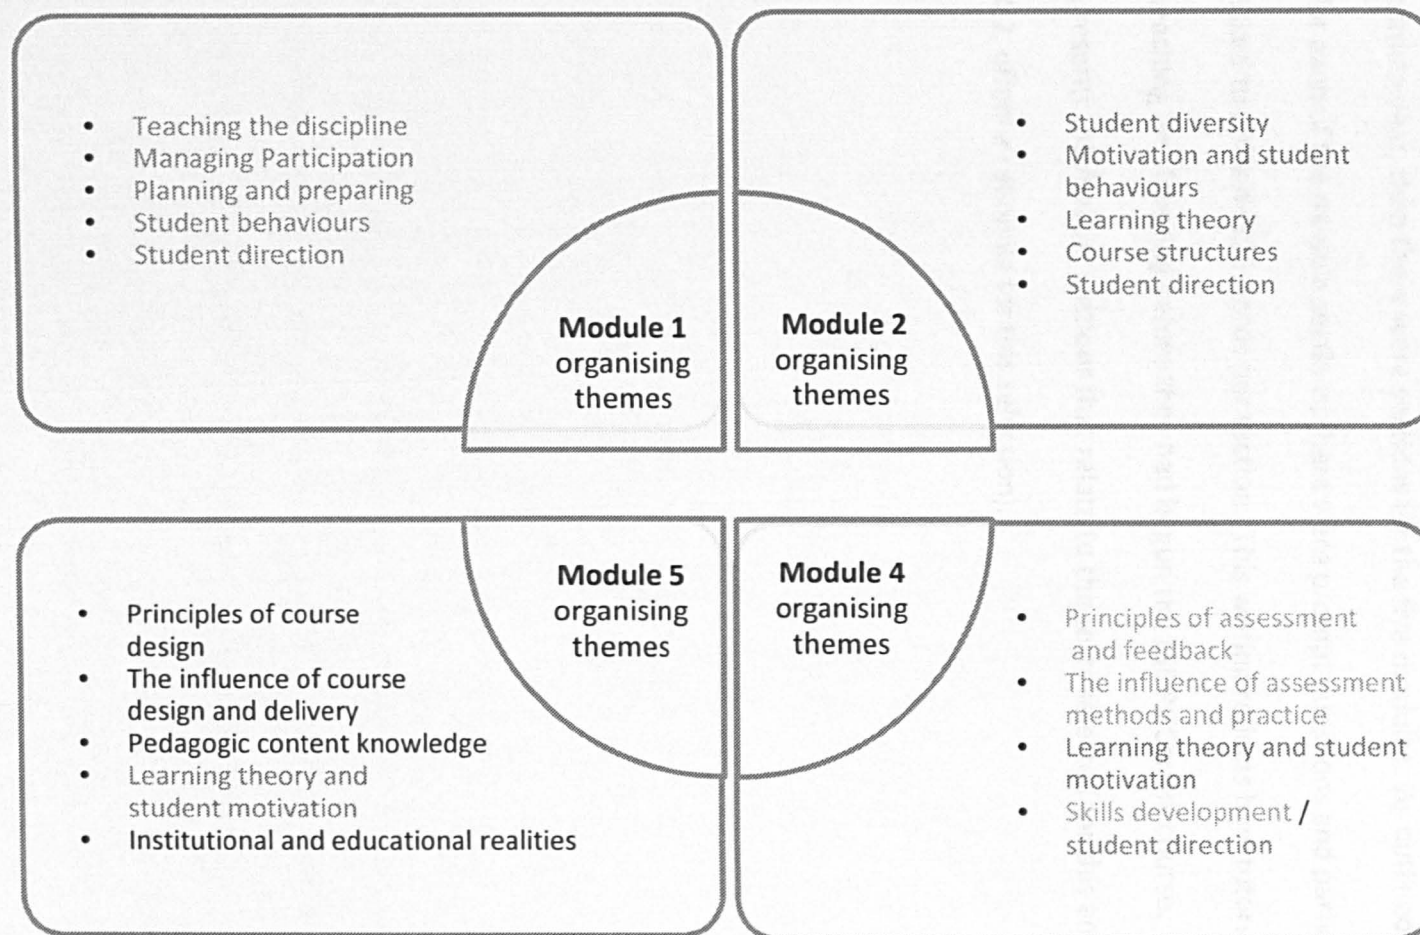 • Teaching the discipline
• Managing Participation
• Planning and preparing
• Student behaviours
• Student direction
Module 1
organising
themes
• Student diversity
• Motivation and student
behaviours
• Learning theory
• Course structures
• Student direction
Module 2
organising
themes
Module 5
organising
themes
• Principles of course
design
• The influence of course
design and delivery
• Pedagogic content knowledge
• Learning theory and
student motivation
• Institutional and educational realities
Module 4
organising
themes
• Principles of assessment
and feedback
• The influence of assessment
methods and practice
• Learning theory and student
motivation
• Skills development /
student direction